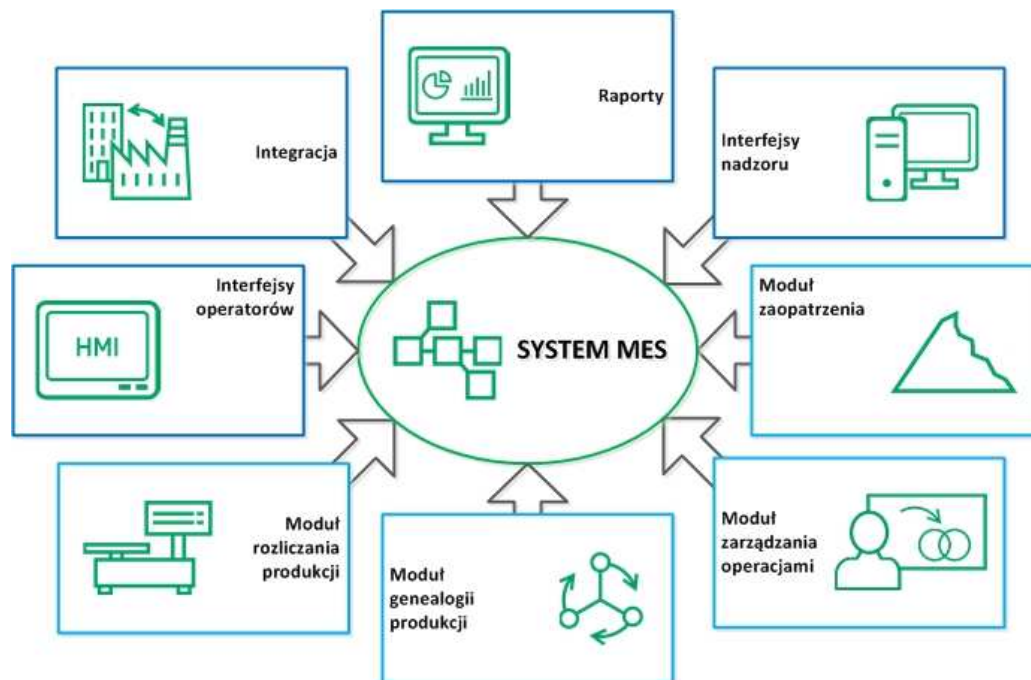 Raporty
Integracja
Interfejsy
nadzoru
Interfejsy
operatorów
HMI
SYSTEM MES
Moduł
zaopatrzenia
Moduł
rozliczania
produkcji
Moduł
genealogii
produkcji
Moduł
zarządzania
operacjami